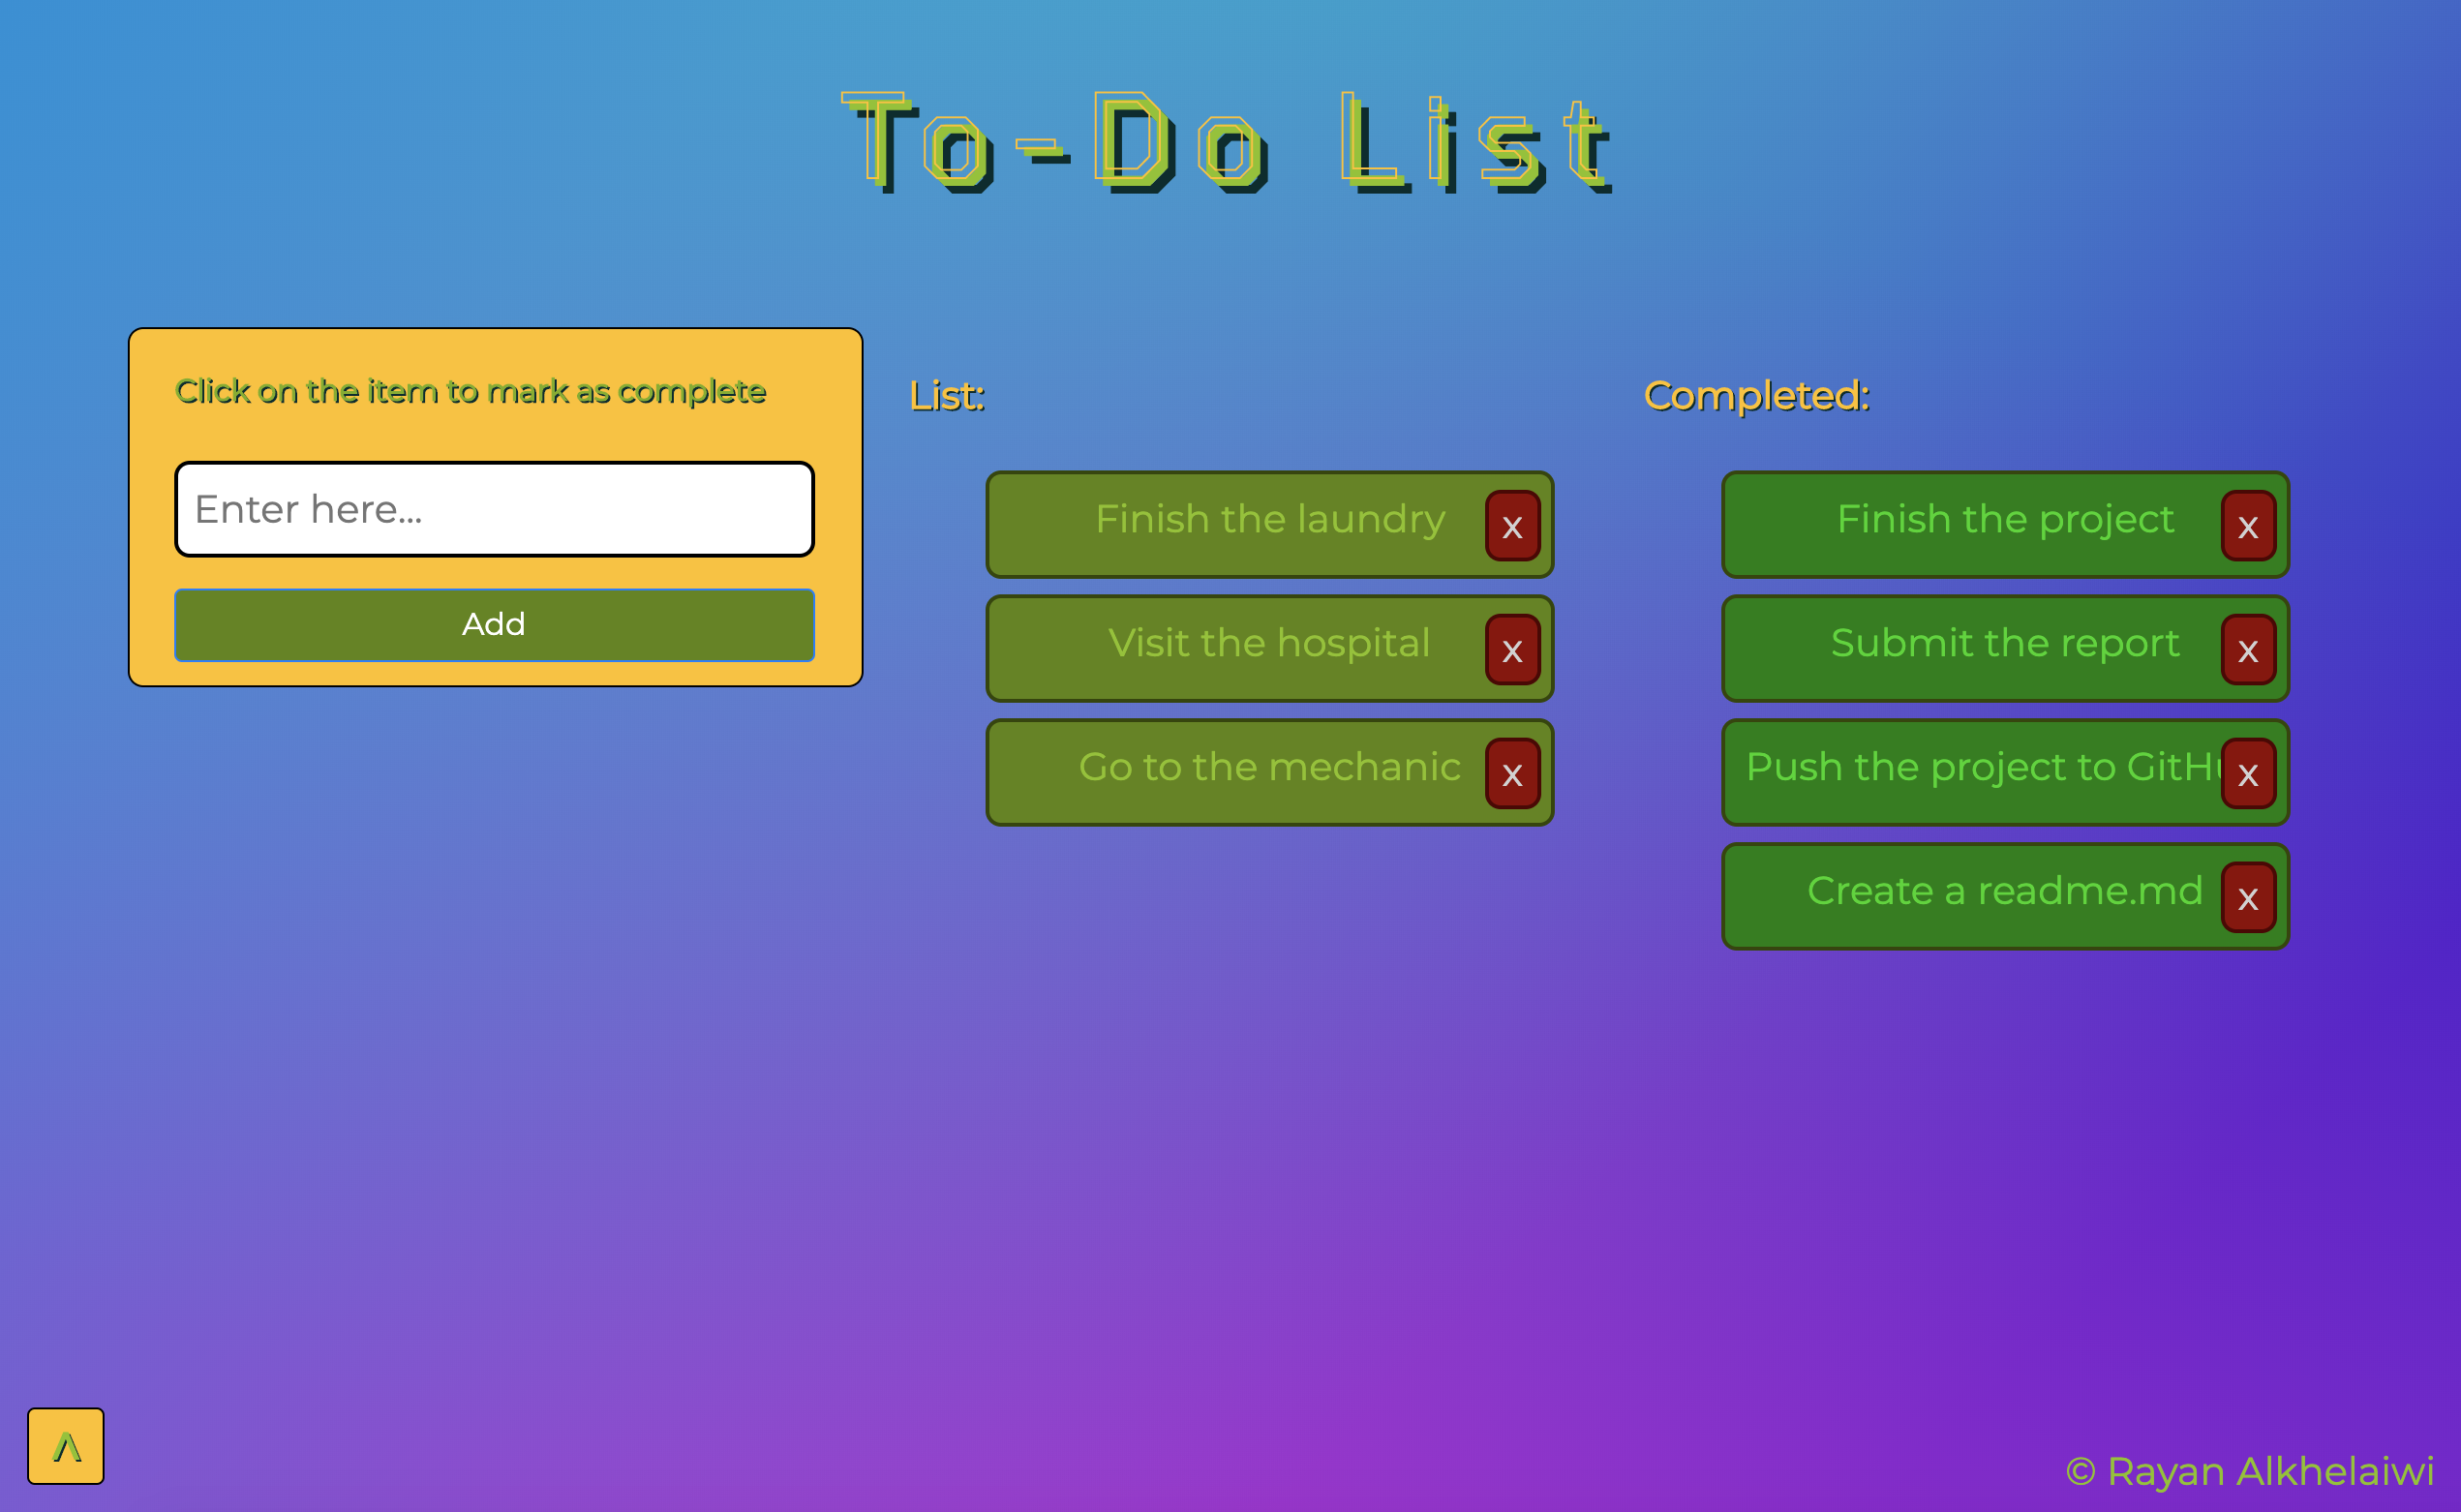 To-Do List
Click on the item to mark as complete
Enter here...
Add
List:
Finish the laundry x
Visit the hospital x
Go to the mechanic x
Completed:
Finish the project x
Submit the report x
Push the project to x
Create a readme.md x
^
© Rayan Alkhelaiwi